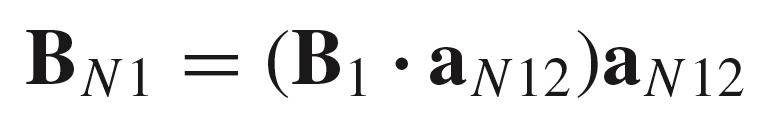 B_{N1} = (B_1 · a_{N12})a_{N12}